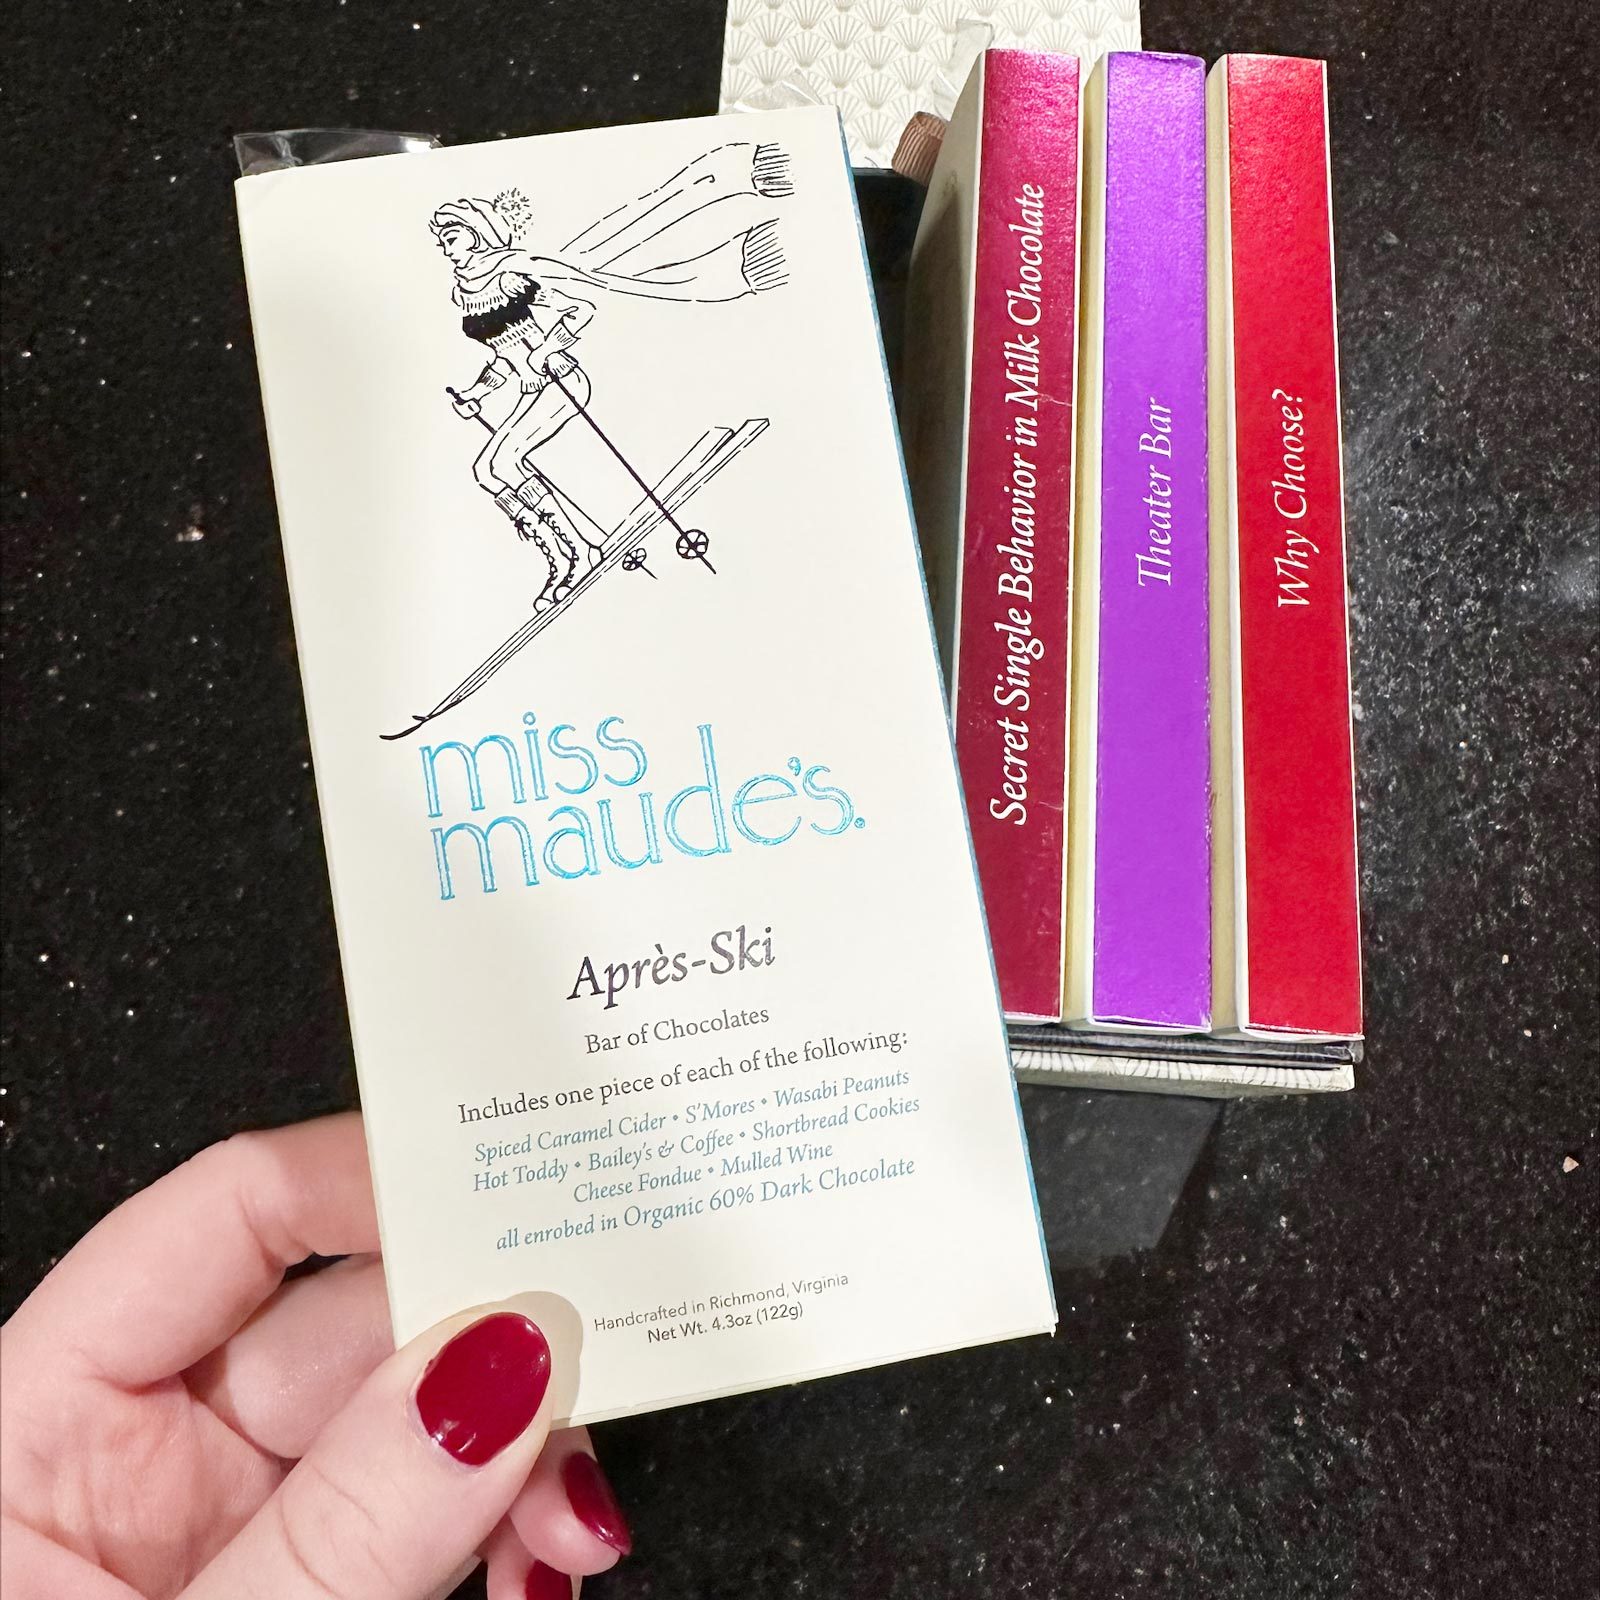 miss
maude's.
Après-Ski
Bar of Chocolates
Includes one piece of each of the following:
Spiced Caramel Cider • S'Mores • Wasabi Peanuts
Hot Toddy • Bailey's & Coffee • Shortbread Cookies
Cheese Fondue • Mulled Wine
all enrobed in Organic 60% Dark Chocolate
Handcrafted in Richmond, Virginia
Net Wt. 4.3oz (122g)
Secret Single Behavior in Milk Chocolate
Theater Bar
Why Choose?